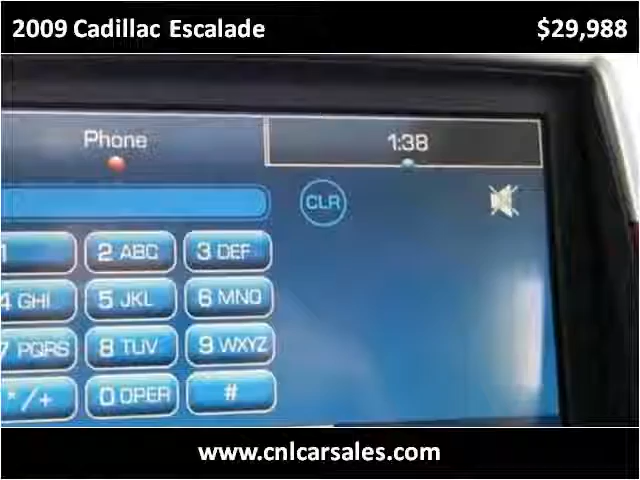 2009 Cadillac Escalade $29,988
Phone 1:38
CLR
1 2 ABC 3 DEF
4 GHI 5 JKL 6 MNO
7 PQRS 8 TUV 9 WXYZ
*/+ 0 OPER #
www.cnlcarsales.com